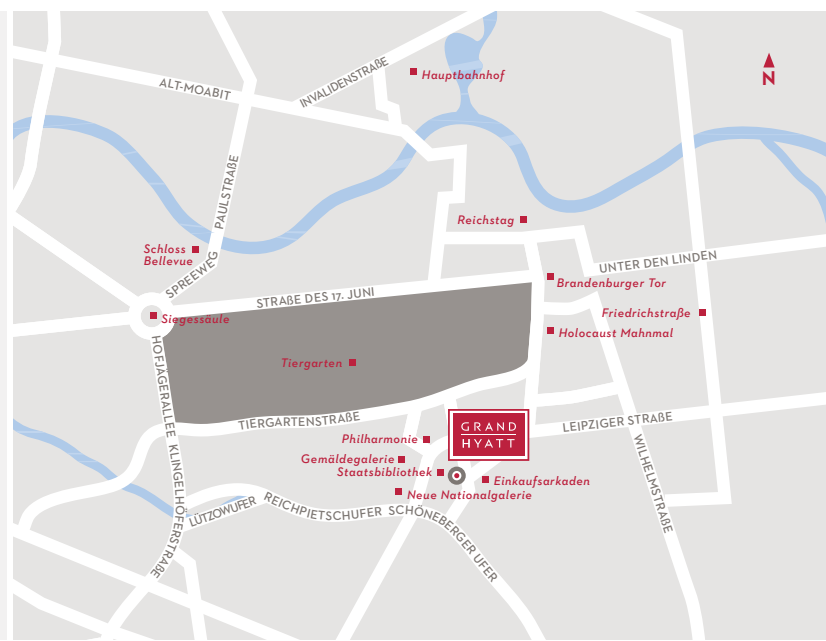 Hauptbahnhof
N
ALT-MOABIT
INVALIDENSTRAßE
PAULSTRAßE
Reichstag
Schloss
Bellevue
SPREEWEG
UNTER DEN LINDEN
Brandenburger Tor
STRAßE DES 17. JUNI
Siegessäule
Friedrichstraße
Holocaust Mahnmal
Tiergarten
HOFJAGERALLEE
TIERGARTENSTRAßE
GRAND
HYATT
LEIPZIGER STRAßE
Philharmonie
Gemäldegalerie
Staatsbibliothek
Einkaufsarkaden
Neue Nationalgalerie
KLINGELHÖFERSTRAßE
LÜTZOWUFER
REICHPIETSCHUFER
SCHÖNEBERGER UFER
WILHELMSTRAßE